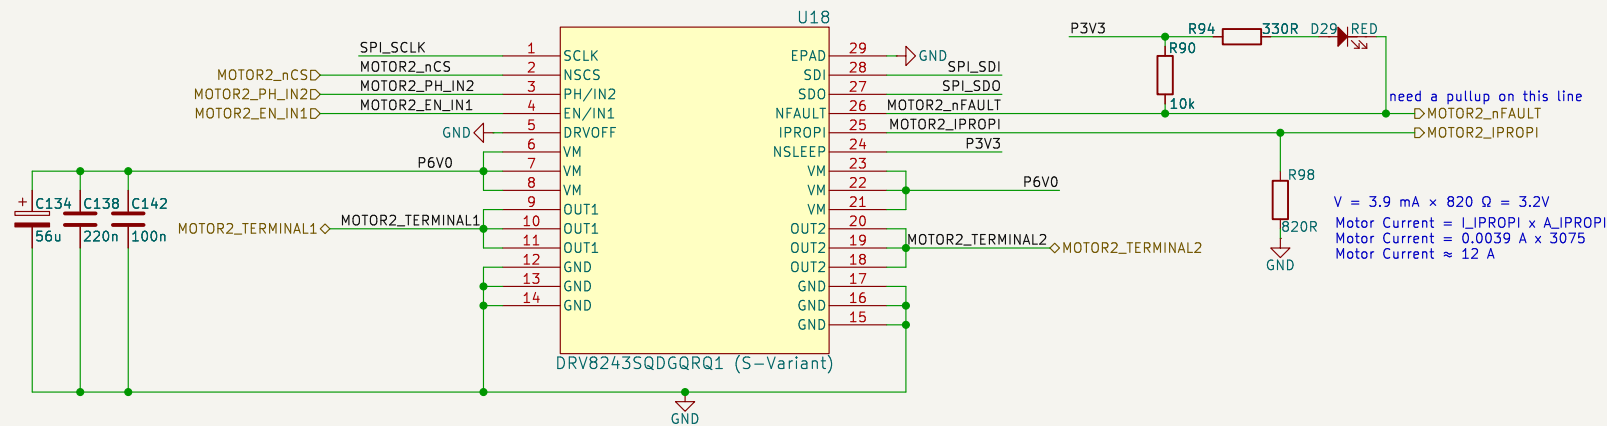 U18
SPI_SCLK 1 SCLK
MOTOR2_nCS MOTOR2_nCS 2 NSCS
MOTOR2_PH_IN2 MOTOR2_PH_IN2 3 PH/IN2
MOTOR2_EN_IN1 MOTOR2_EN_IN1 4 EN/IN1
GND 5 DRVOFF
6 VM
P6V0 7 VM
8 VM
9 OUT1
MOTOR2_TERMINAL1 MOTOR2_TERMINAL1 10 OUT1
11 OUT1
12 GND
13 GND
14 GND
+ C134 56u
C138 220n
C142 100n
EPAD 29 GND
SDI 28 SPI_SDI
SDO 27 SPI_SDO
NFAULT 26 MOTOR2_nFAULT MOTOR2_nFAULT
IPROPI 25 MOTOR2_IPROPI MOTOR2_IPROPI
NSLEEP 24 P3V3
VM 23
VM 22 P6V0
VM 21
OUT2 20
OUT2 19 MOTOR2_TERMINAL2 MOTOR2_TERMINAL2
OUT2 18
GND 17
GND 16
GND 15
DRV8243SQDGQRQ1 (S-Variant)
GND
P3V3
R94 330R
D29 RED
R90
10k
need a pullup on this line
R98
820R
GND
V = 3.9 mA × 820 Ω = 3.2V
Motor Current = I_IPROPI x A_IPROPI
Motor Current = 0.0039 A x 3075
Motor Current ≈ 12 A